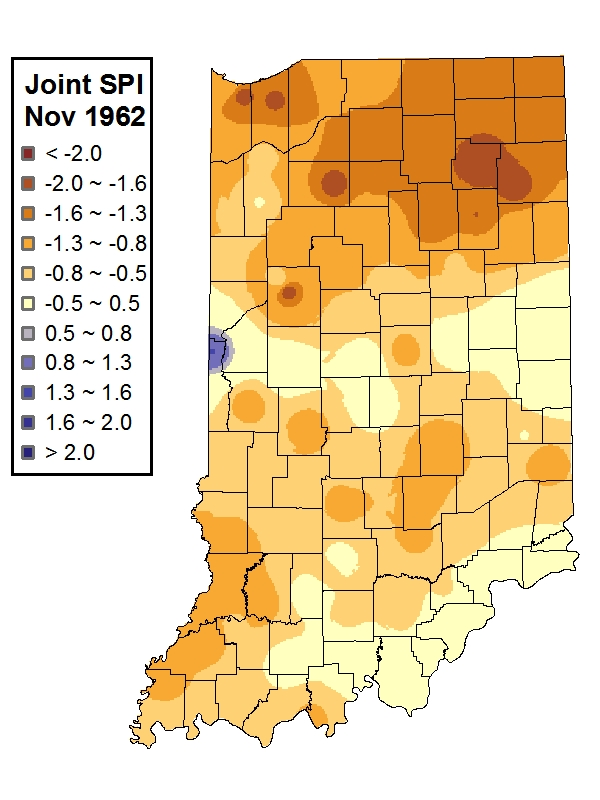 Joint SPI
Nov 1962
< -2.0
-2.0 ~ -1.6
-1.6 ~ -1.3
-1.3 ~ -0.8
-0.8 ~ -0.5
-0.5 ~ 0.5
0.5 ~ 0.8
0.8 ~ 1.3
1.3 ~ 1.6
1.6 ~ 2.0
> 2.0